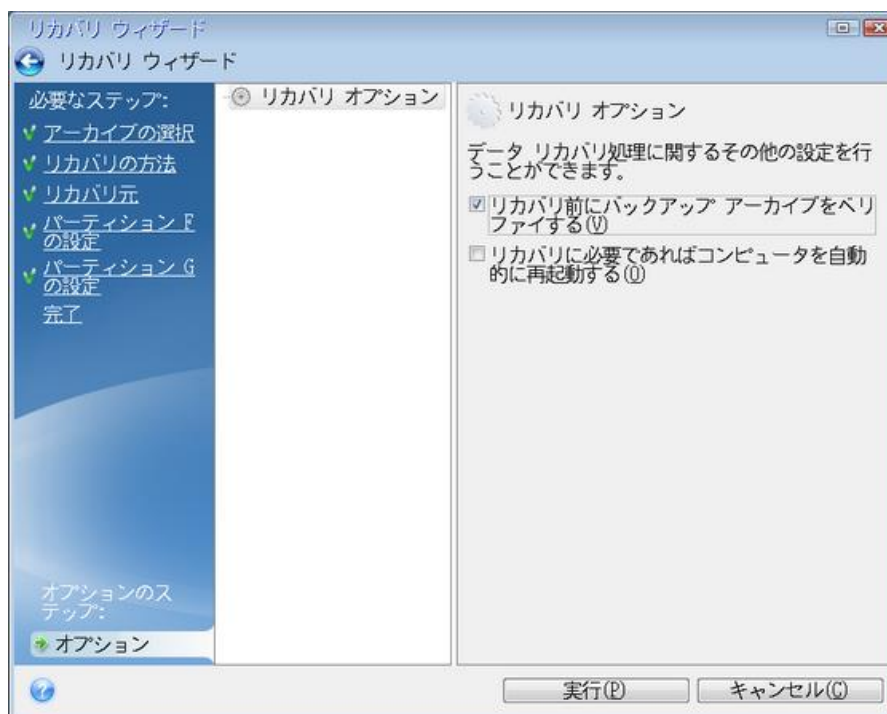 リカバリ ウィザード
リカバリ ウィザード
必要なステップ:
アーカイブの選択
リカバリの方法
リカバリ元
パーティション F
の設定
パーティション G
の設定
完了
オプションのス
テップ:
オプション
リカバリ オプション
リカバリ オプション
データ リカバリ処理に関するその他の設定を行
うことができます。
リカバリ前にバックアップ アーカイブをベリ
ファイする(V)
リカバリに必要であればコンピュータを自動
的に再起動する(O)
実行(P)
キャンセル(C)